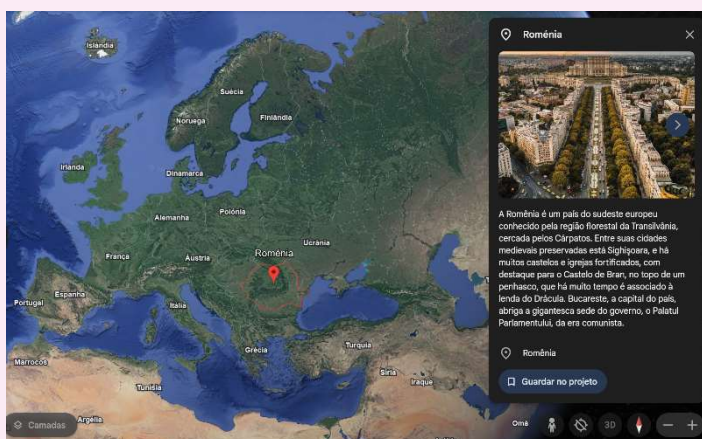 Islândia
Suécia
Finlândia
Noruega
Irlanda
Dinamarca
Polónia
Alemanha
Ucrânia
França
Áustria
Roménia
Espanha
Portugal
Itália
Grécia
Turquia
Síria
Marrocos
Tunísia
Iraque
Argélia
Omã
Camadas
3D
Roménia
A Romênia é um país do sudeste europeu
conhecido pela região florestal da Transilvânia,
cercada pelos Cárpatos. Entre suas cidades
medievais preservadas está Sighişoara, e há
muitos castelos e igrejas fortificados, com
destaque para o Castelo de Bran, no topo de um
penhasco, que há muito tempo é associado à
lenda do Drácula. Bucareste, a capital do país,
abriga a gigantesca sede do governo, o Palatul
Parlamentului, da era comunista.
Romênia
Guardar no projeto